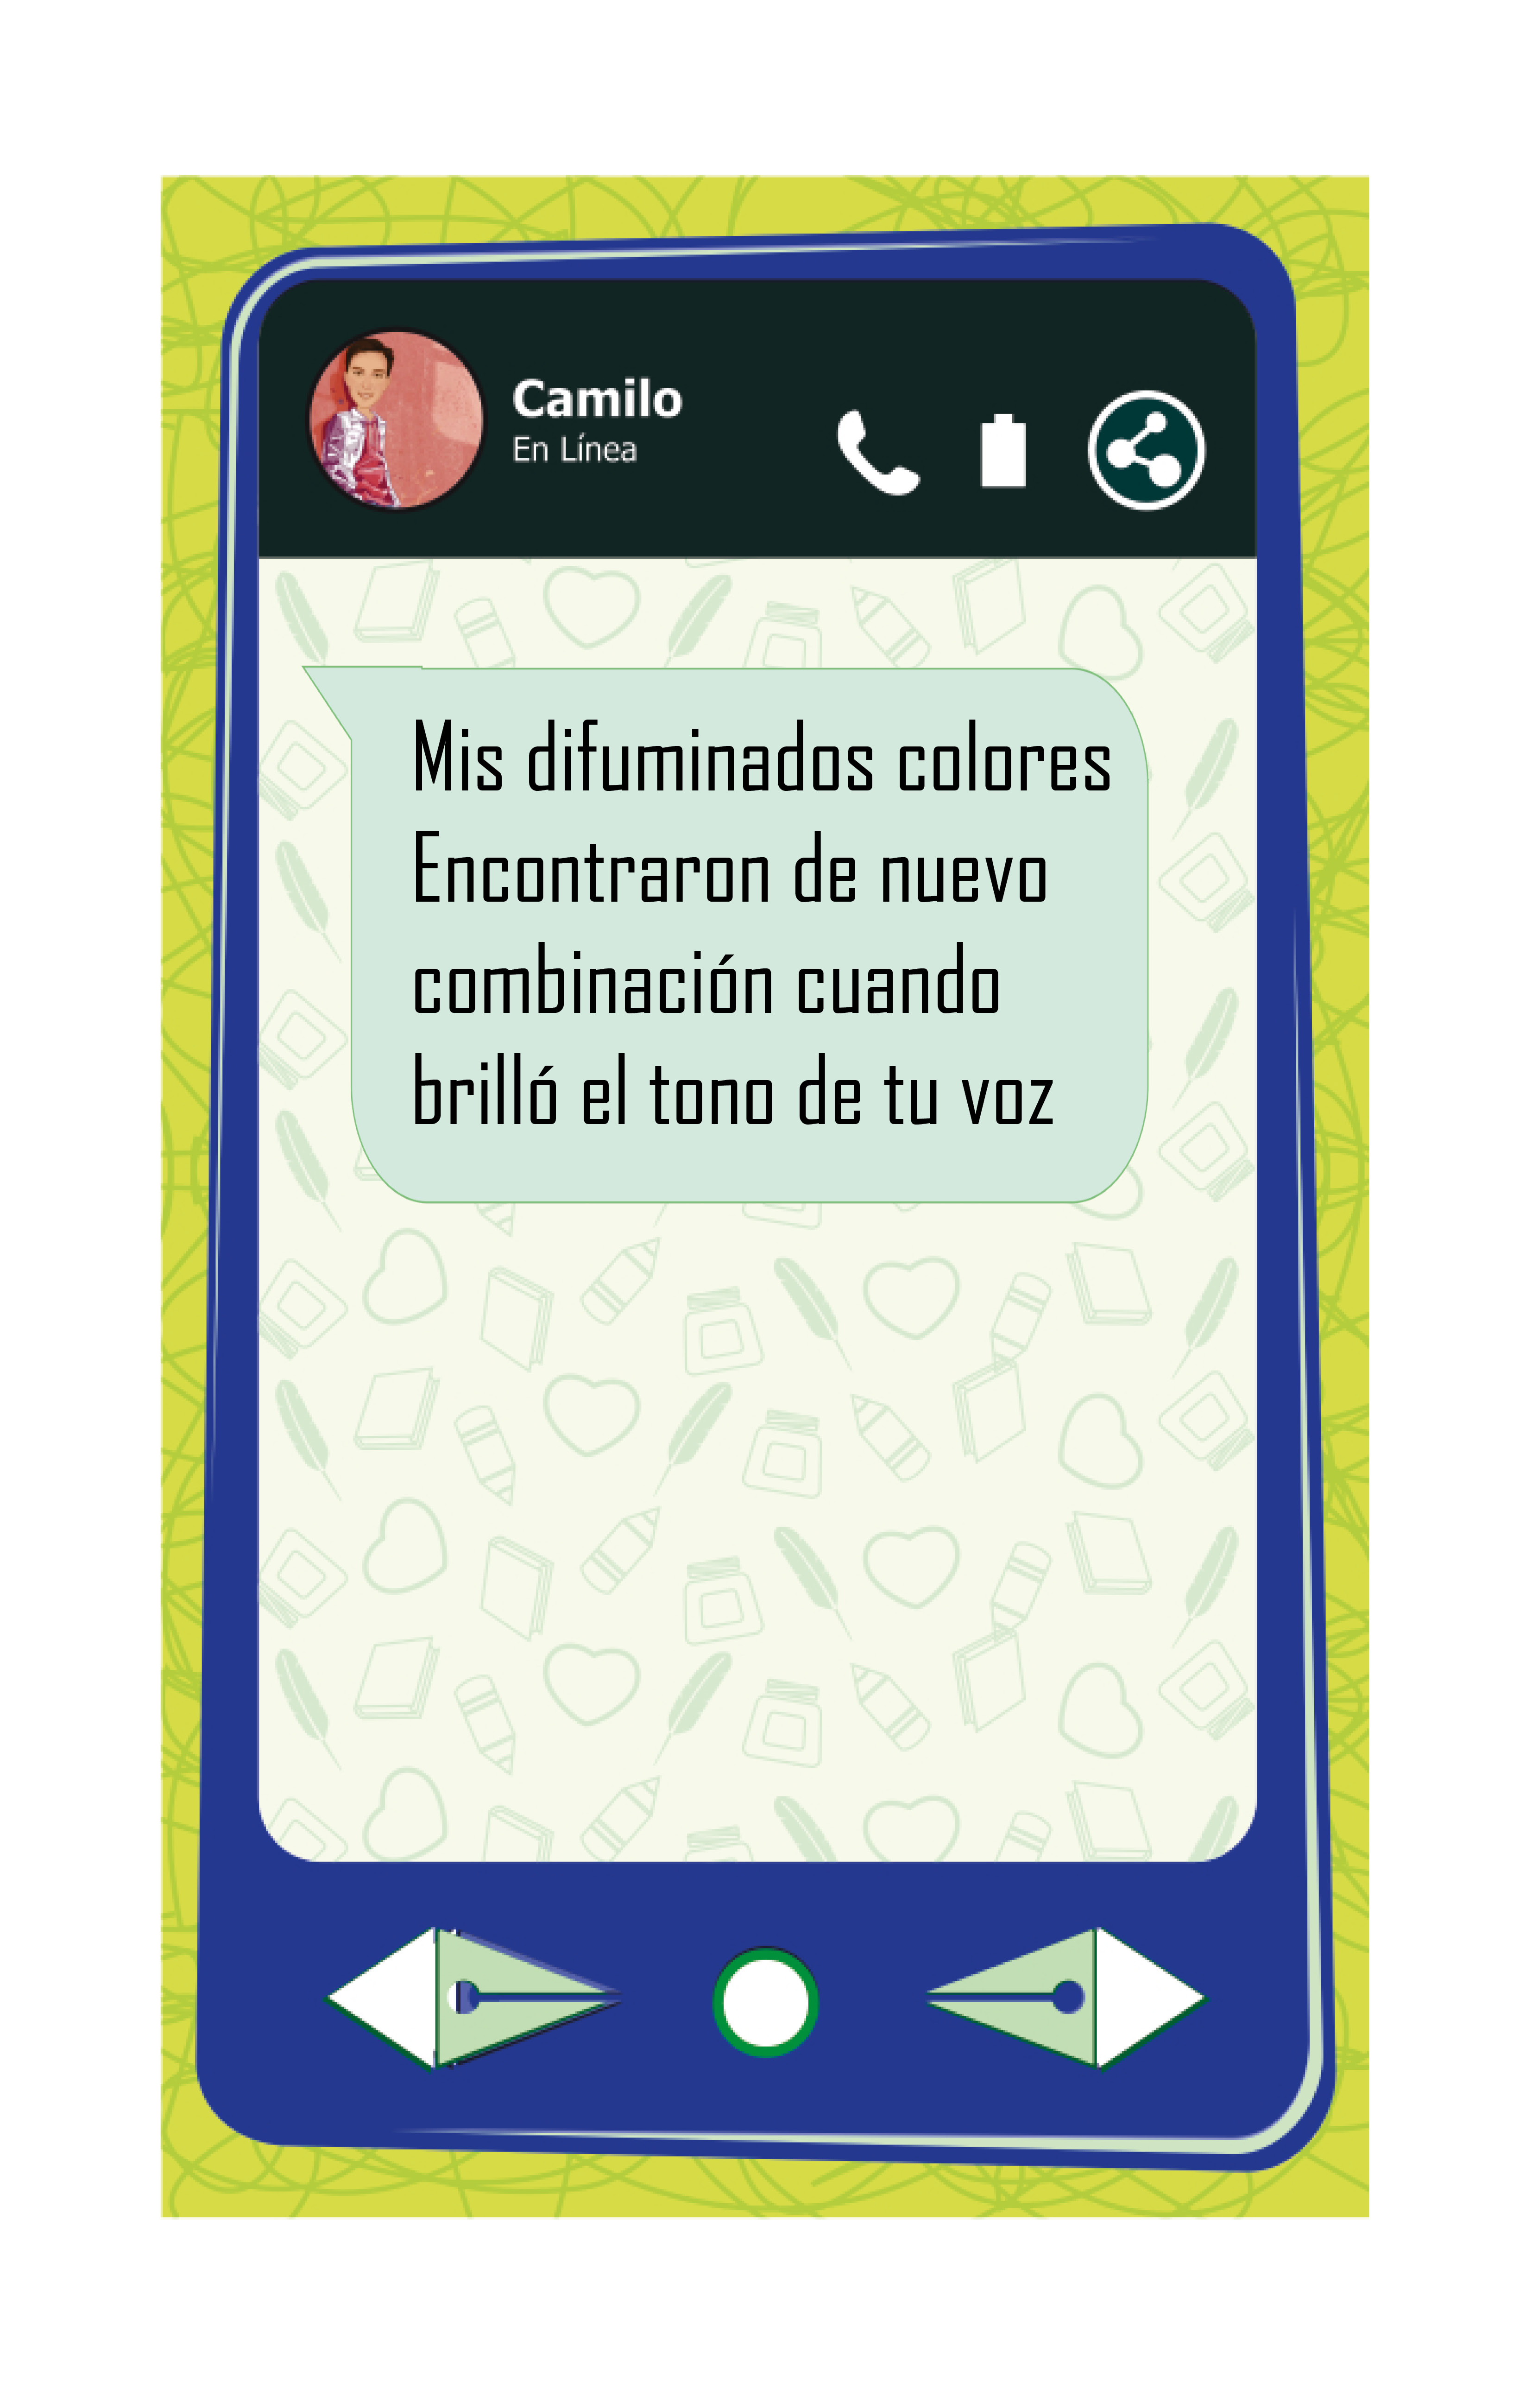 Camilo
En Línea
Mis difuminados colores
Encontraron de nuevo
combinación cuando
brilló el tono de tu voz